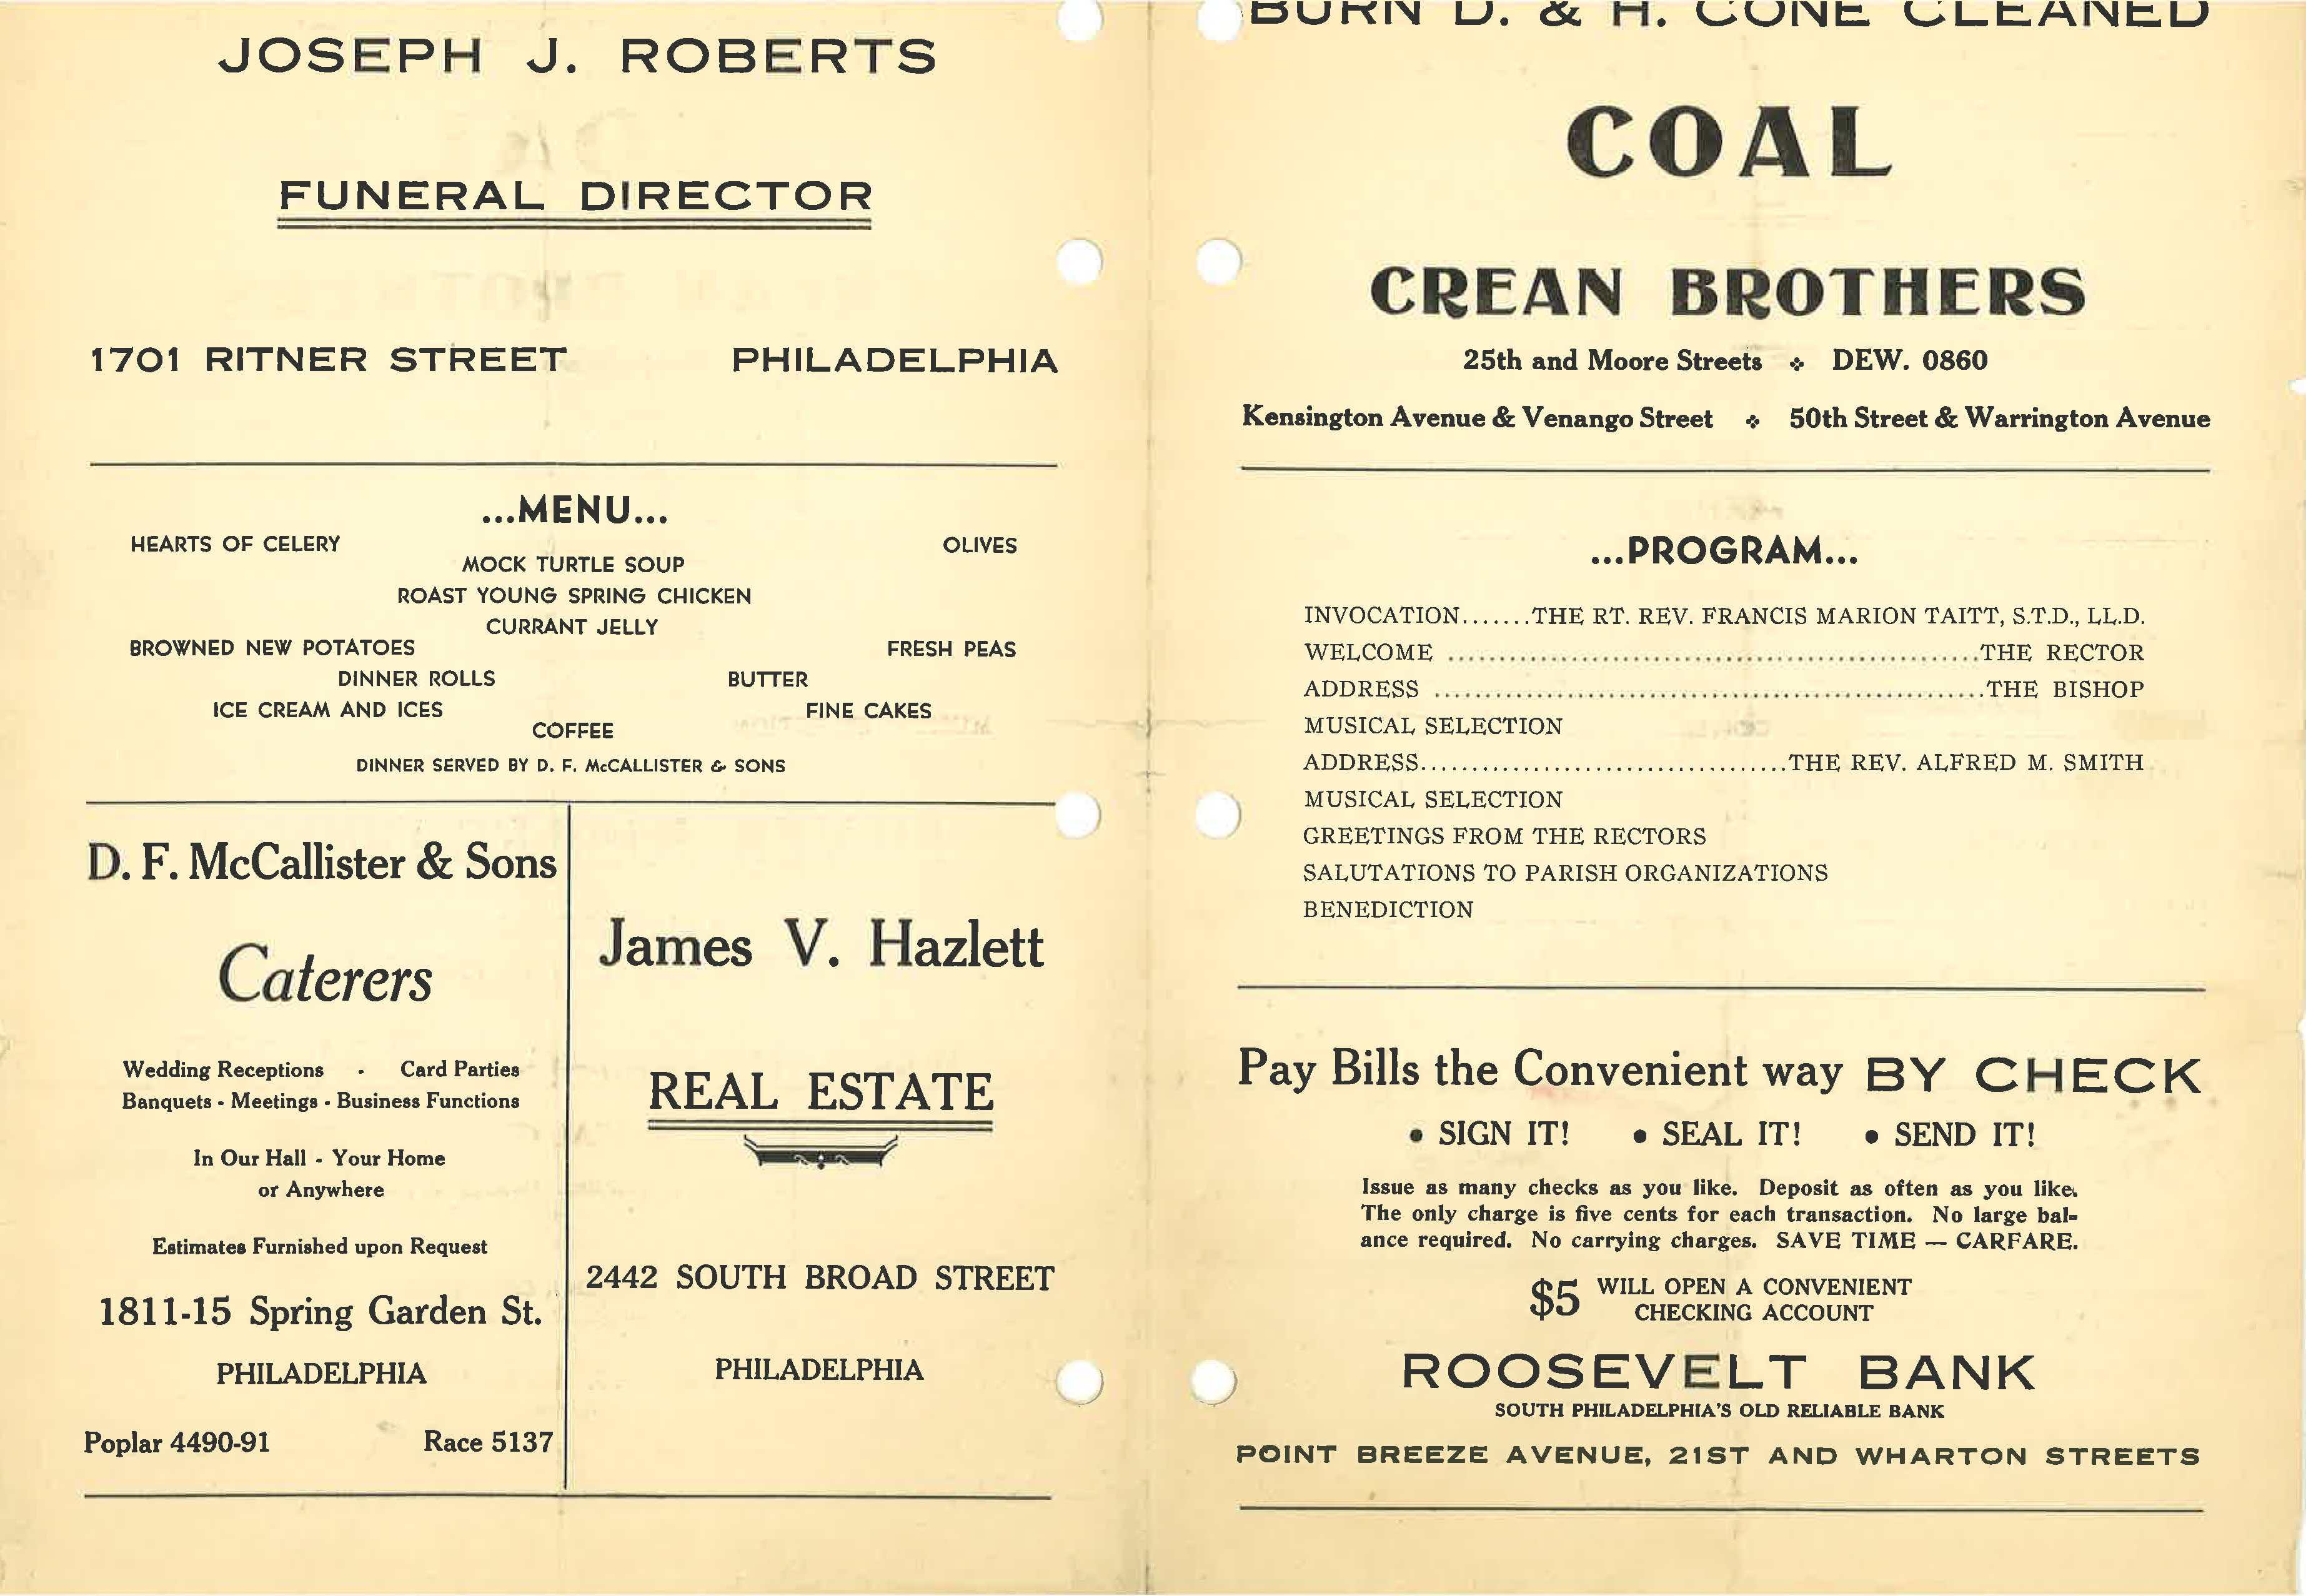 JOSEPH J. ROBERTS
FUNERAL DIRECTOR
1701 RITNER STREET PHILADELPHIA
...MENU...
HEARTS OF CELERY OLIVES
MOCK TURTLE SOUP
ROAST YOUNG SPRING CHICKEN
CURRANT JELLY
BROWNED NEW POTATOES FRESH PEAS
DINNER ROLLS BUTTER
ICE CREAM AND ICES FINE CAKES
COFFEE
DINNER SERVED BY D. F. McCALLISTER & SONS
D. F. McCallister & Sons
Caterers
Wedding Receptions - Card Parties
Banquets - Meetings - Business Functions
In Our Hall - Your Home
or Anywhere
Estimates Furnished upon Request
1811-15 Spring Garden St.
PHILADELPHIA
Poplar 4490-91 Race 5137
James V. Hazlett
REAL ESTATE
2442 SOUTH BROAD STREET
PHILADELPHIA
BURN D. & H. CONE CLEANED
COAL
CREAN BROTHERS
25th and Moore Streets ❖ DEW. 0860
Kensington Avenue & Venango Street ❖ 50th Street & Warrington Avenue
...PROGRAM...
INVOCATION.......THE RT. REV. FRANCIS MARION TAITT, S.T.D., LL.D.
WELCOME ....................................................THE RECTOR
ADDRESS ......................................................THE BISHOP
MUSICAL SELECTION
ADDRESS....................................THE REV. ALFRED M. SMITH
MUSICAL SELECTION
GREETINGS FROM THE RECTORS
SALUTATIONS TO PARISH ORGANIZATIONS
BENEDICTION
Pay Bills the Convenient way BY CHECK
• SIGN IT! • SEAL IT! • SEND IT!
Issue as many checks as you like. Deposit as often as you like.
The only charge is five cents for each transaction. No large bal-
ance required. No carrying charges. SAVE TIME — CARFARE.
$5 WILL OPEN A CONVENIENT
CHECKING ACCOUNT
ROOSEVELT BANK
SOUTH PHILADELPHIA'S OLD RELIABLE BANK
POINT BREEZE AVENUE, 21ST AND WHARTON STREETS